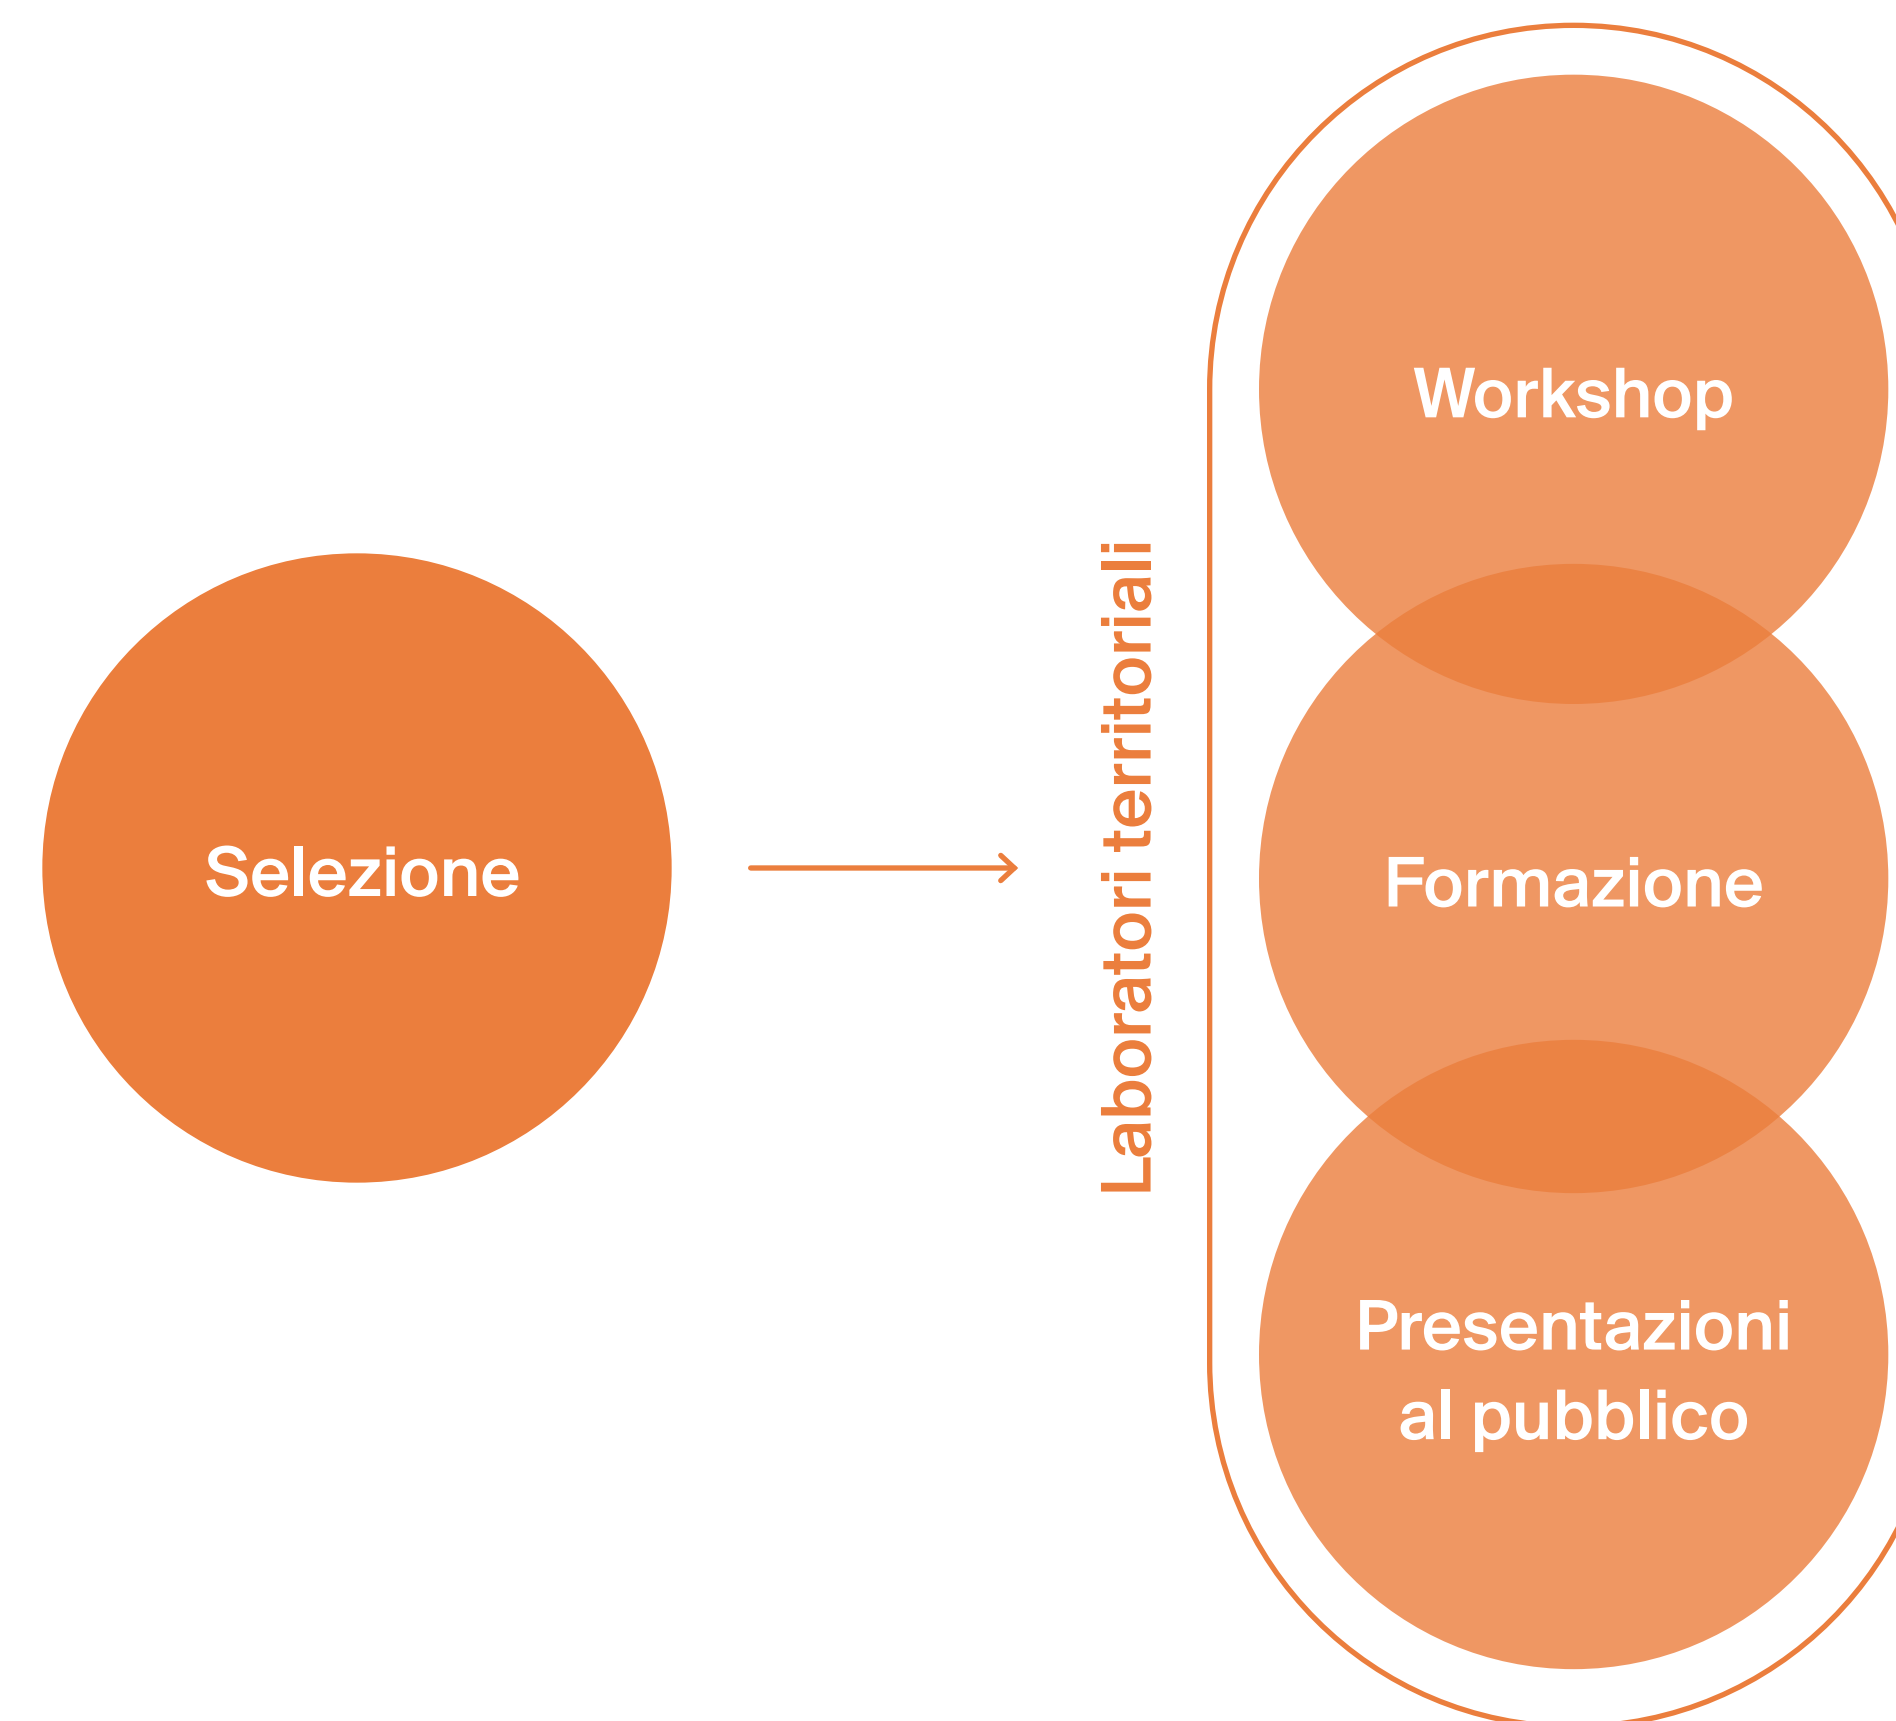 Selezione
Laboratori territoriali
Workshop
Formazione
Presentazioni
al pubblico